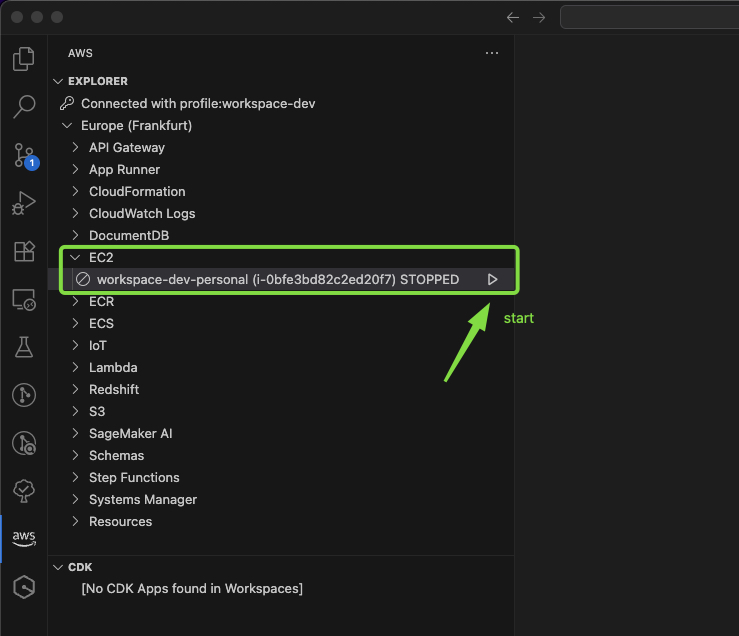 AWS
EXPLORER
Connected with profile:workspace-dev
Europe (Frankfurt)
API Gateway
App Runner
CloudFormation
1
CloudWatch Logs
DocumentDB
EC2
workspace-dev-personal (i-0bfe3bd82c2ed20f7) STOPPED
ECR
start
ECS
IoT
Lambda
Redshift
S3
SageMaker AI
Schemas
Step Functions
Systems Manager
Resources
aws
CDK
[No CDK Apps found in Workspaces]